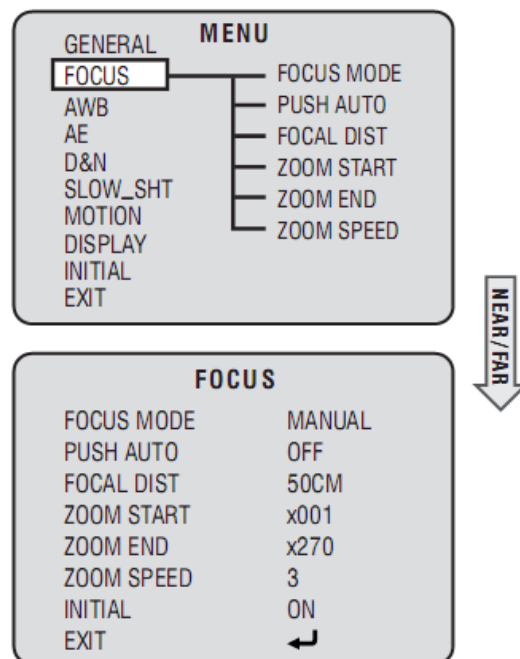 MENU
GENERAL
FOCUS
AWB
AE
D&N
SLOW_SHT
MOTION
DISPLAY
INITIAL
EXIT
FOCUS MODE
PUSH AUTO
FOCAL DIST
ZOOM START
ZOOM END
ZOOM SPEED
NEAR/FAR
FOCUS
FOCUS MODE MANUAL
PUSH AUTO OFF
FOCAL DIST 50CM
ZOOM START x001
ZOOM END x270
ZOOM SPEED 3
INITIAL ON
EXIT ↵